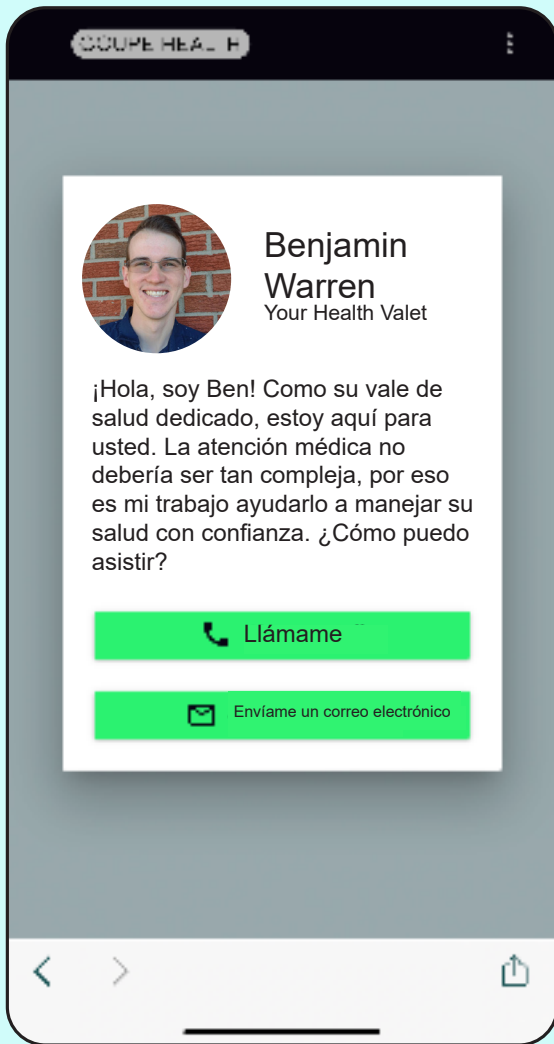 COUPE HEALTH
Benjamin
Warren
Your Health Valet
¡Hola, soy Ben! Como su vale de
salud dedicado, estoy aquí para
usted. La atención médica no
debería ser tan compleja, por eso
es mi trabajo ayudarlo a manejar su
salud con confianza. ¿Cómo puedo
asistir?
Llámame
Envíame un correo electrónico